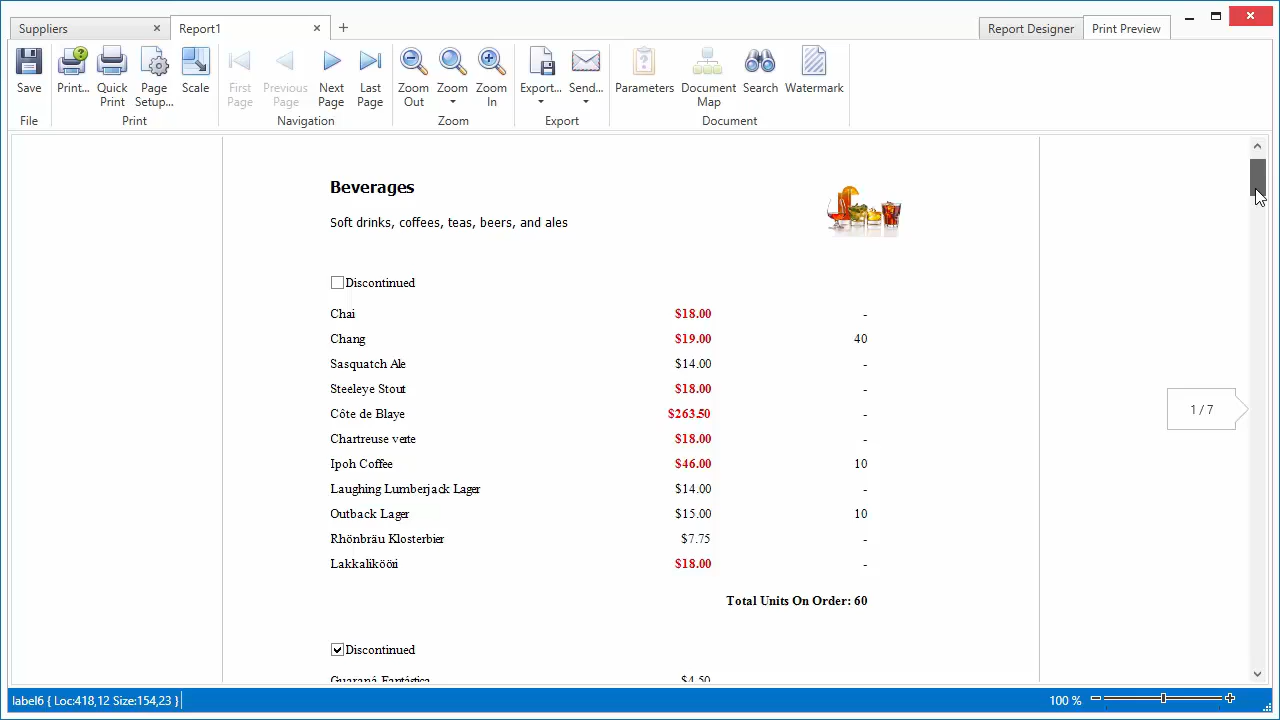 Suppliers Report1 Report Designer Print Preview
Save Print... Quick Print Page Setup... Scale First Page Previous Page Next Page Last Page Zoom Out Zoom Zoom In Export... Send... Parameters Document Map Search Watermark
File Print Navigation Zoom Export Document
Beverages
Soft drinks, coffees, teas, beers, and ales
Discontinued
Chai $18.00 -
Chang $19.00 40
Sasquatch Ale $14.00 -
Steeleye Stout $18.00 -
Côte de Blaye $263.50 -
1 / 7
Chartreuse verte $18.00 -
Ipoh Coffee $46.00 10
Laughing Lumberjack Lager $14.00 -
Outback Lager $15.00 10
Rhönbräu Klosterbier $7.75 -
Lakkalikööri $18.00 -
Total Units On Order: 60
Discontinued
Guaraná Fantástica $4.50
label6 { Loc:418,12 Size:154,23 } 100 %